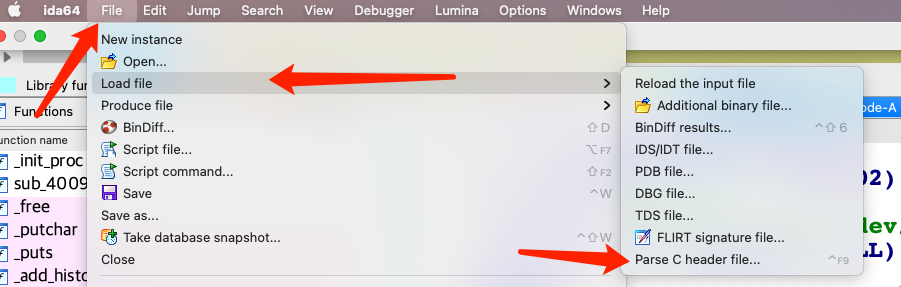 ida64 File Edit Jump Search View Debugger Lumina Options Windows Help
New instance
Open...
Library fun
Load file
Reload the input file
Functions
Produce file
Additional binary file...
ode-A
BinDiff...
⇧D
BinDiff results...
^⇧6
unction name
Script file...
⌥F7
IDS/IDT file...
_init_proc
Script command...
⇧F2
PDB file...
02)
sub_4009
Save
^W
DBG file...
_free
Save as...
TDS file...
dev,
_putchar
Take database snapshot...
^⇧W
FLIRT signature file...
LL)
_puts
Close
Parse C header file...
^F9
_add_histo